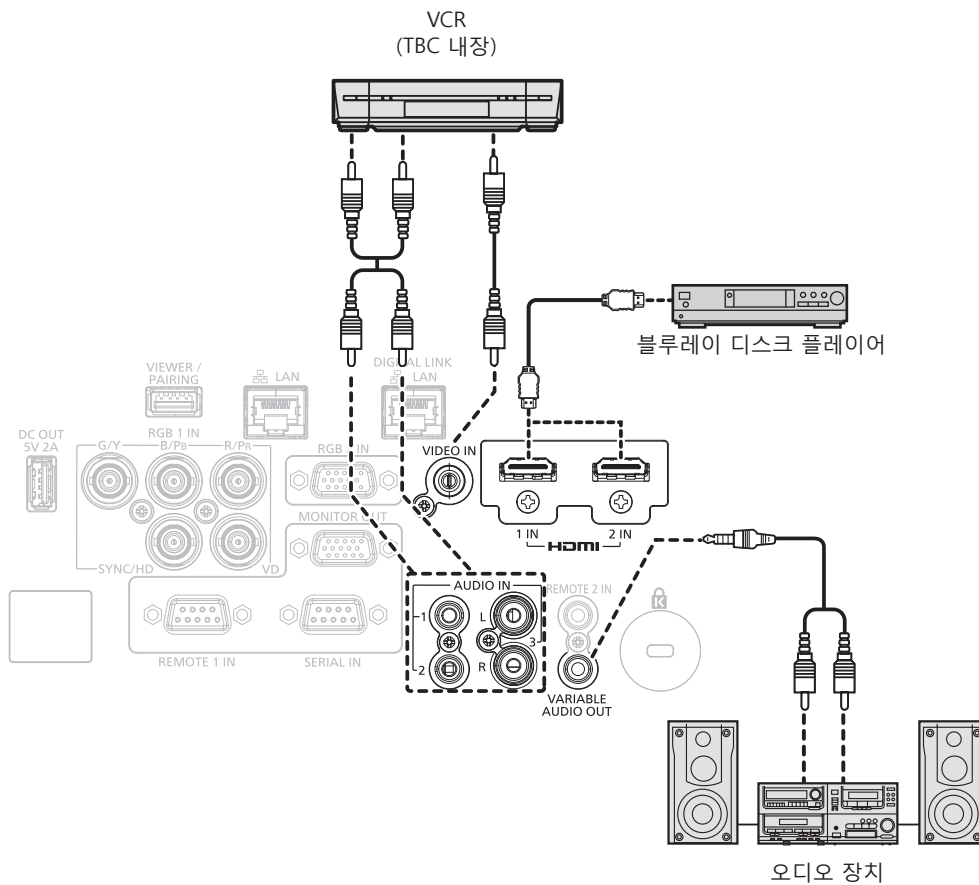 VCR
(TBC 내장)
블루레이 디스크 플레이어
VIEWER /
PAIRING
LAN
DIGITAL LINK
LAN
DC OUT
5V 2A
RGB 1 IN
G/Y
B/PB
R/PR
RGB 2 IN
VIDEO IN
MONITOR OUT
1 IN
2 IN
HDMI
SYNC/HD
VD
AUDIO IN
1
L
3
2
R
REMOTE 2 IN
K
REMOTE 1 IN
SERIAL IN
VARIABLE
AUDIO OUT
오디오 장치